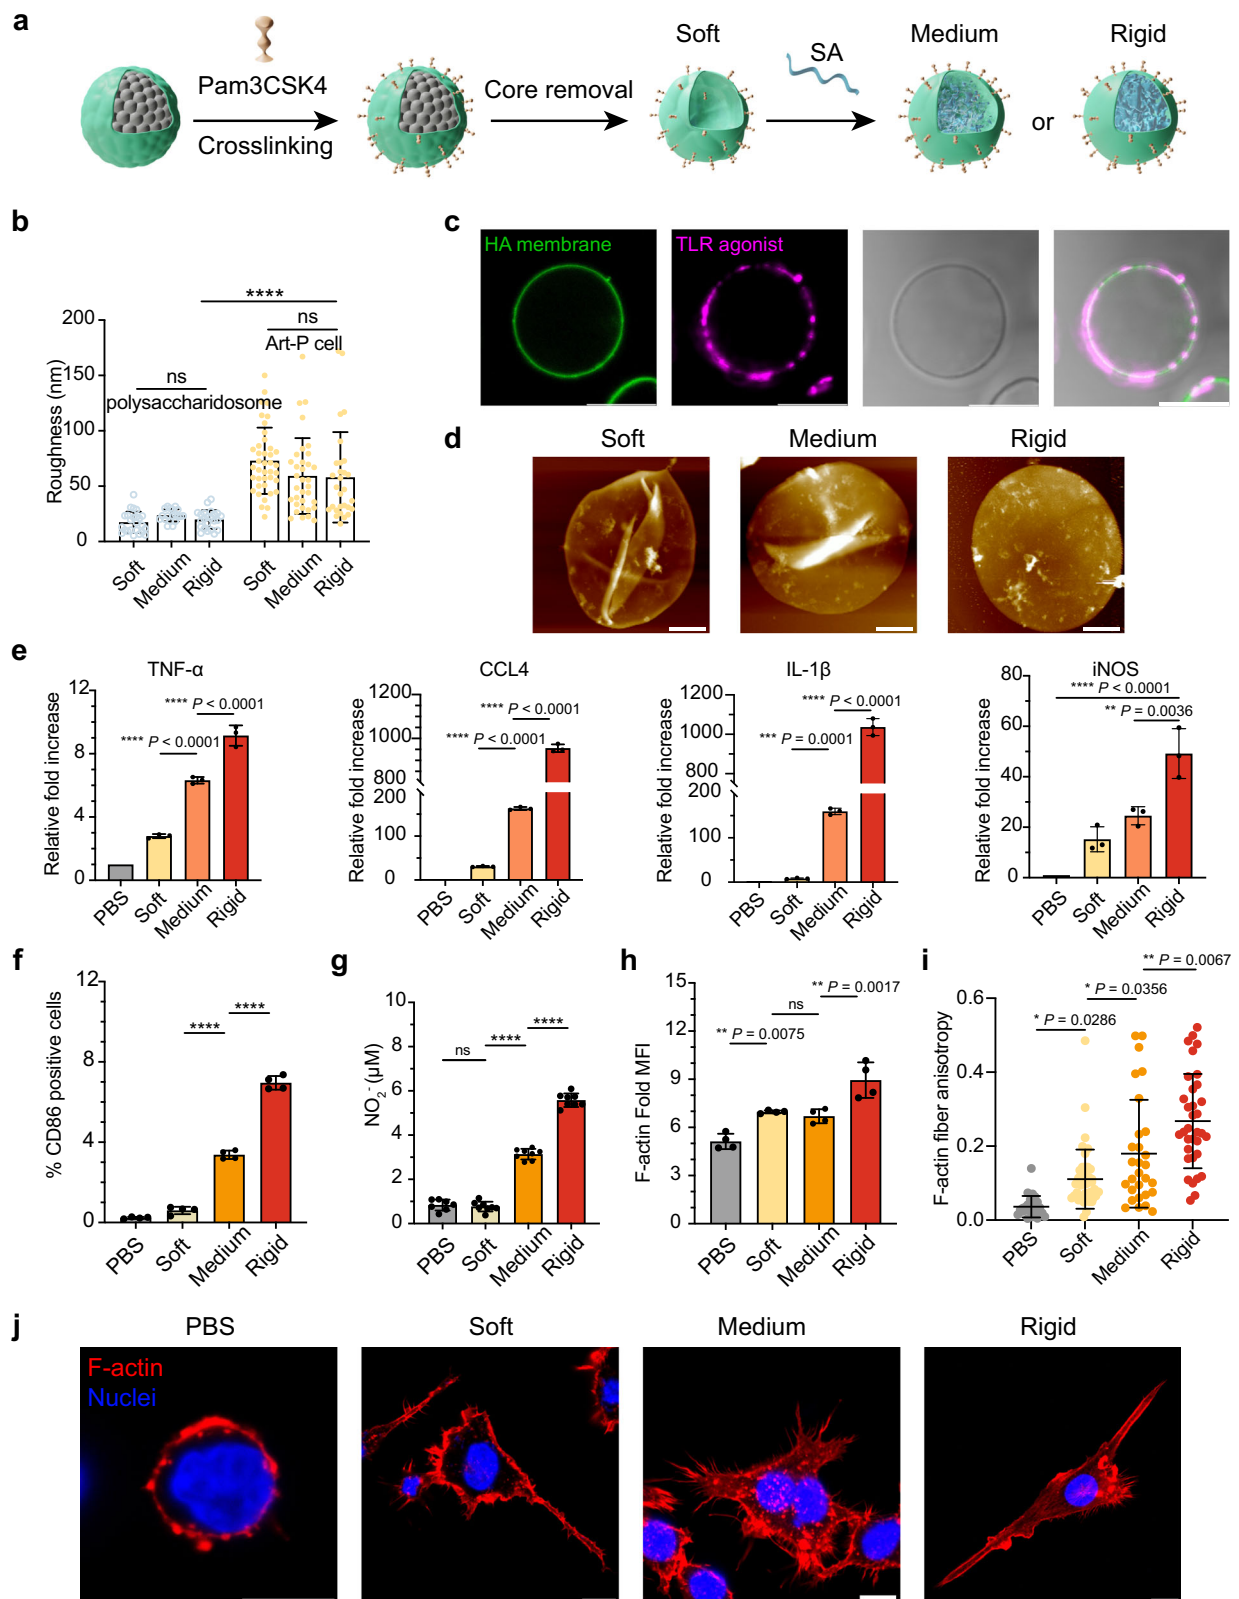 a
Pam3CSK4
Crosslinking
Core removal
Soft
SA
Medium
or
Rigid
b
Roughness (nm)
200
150
100
50
0
ns
polysaccharidosome
****
ns
Art-P cell
Soft
Medium
Rigid
Soft
Medium
Rigid
c
HA membrane
TLR agonist
d
Soft
Medium
Rigid
e
TNF-α
Relative fold increase
12
8
4
0
**** P < 0.0001
**** P < 0.0001
PBS
Soft
Medium
Rigid
CCL4
Relative fold increase
1200
1000
800
200
100
0
**** P < 0.0001
**** P < 0.0001
PBS
Soft
Medium
Rigid
IL-1β
Relative fold increase
1200
1000
800
200
100
0
**** P < 0.0001
*** P = 0.0001
PBS
Soft
Medium
Rigid
iNOS
Relative fold increase
80
60
40
20
0
**** P < 0.0001
** P = 0.0036
PBS
Soft
Medium
Rigid
f
% CD86 positive cells
12
8
4
0
****
****
PBS
Soft
Medium
Rigid
g
NO₂⁻ (μM)
10
8
6
4
2
0
ns
****
****
PBS
Soft
Medium
Rigid
h
F-actin Fold MFI
15
12
9
6
3
0
** P = 0.0075
ns
** P = 0.0017
PBS
Soft
Medium
Rigid
i
F-actin fiber anisotropy
0.6
0.4
0.2
0.0
* P = 0.0286
* P = 0.0356
** P = 0.0067
PBS
Soft
Medium
Rigid
j
PBS
Soft
Medium
Rigid
F-actin
Nuclei